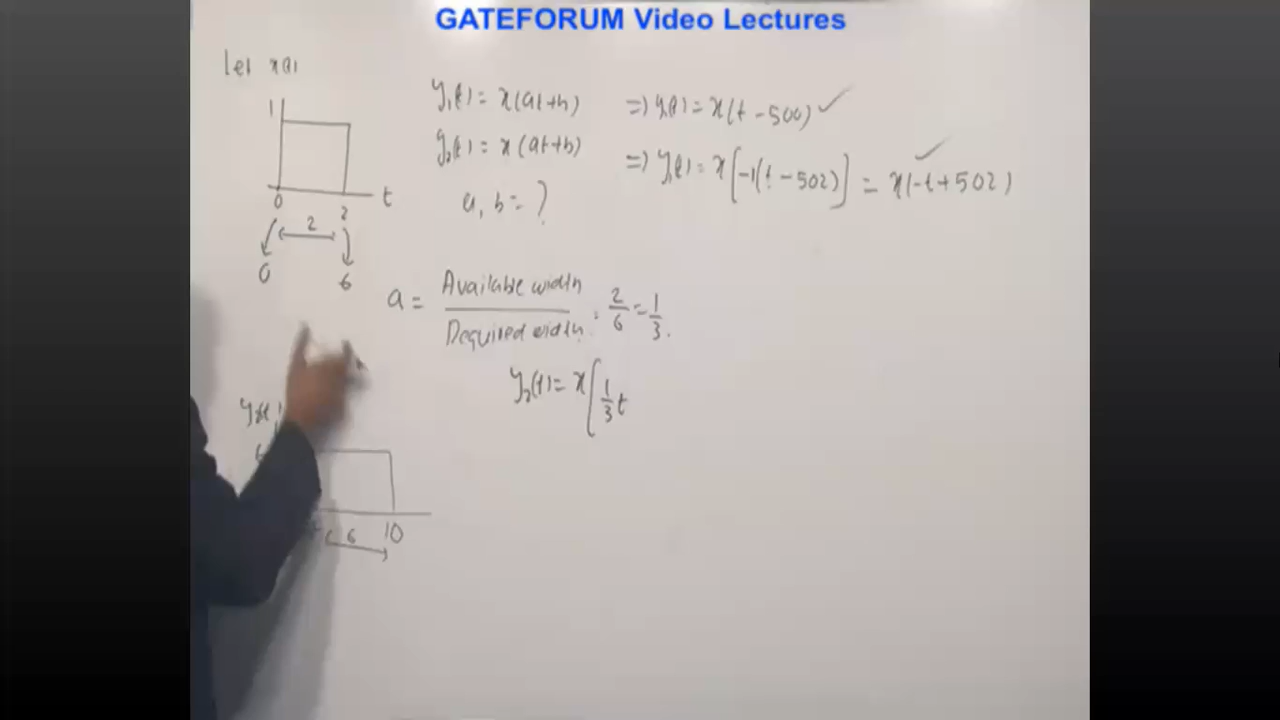 GATEFORUM Video Lectures
Let x(t)
1
0 2 t
2
0 6
y₁(t) = x(at+b)
y₂(t) = x(at+b)
a, b = ?
⇒ y₁(t) = x(t - 500) ✓
⇒ y₁(t) = x[-1(t - 502)] = x(-t + 502) ✓
a = Available width / Required width = 2/6 = 1/3.
y₂(t) = x[1/3 t
10
6